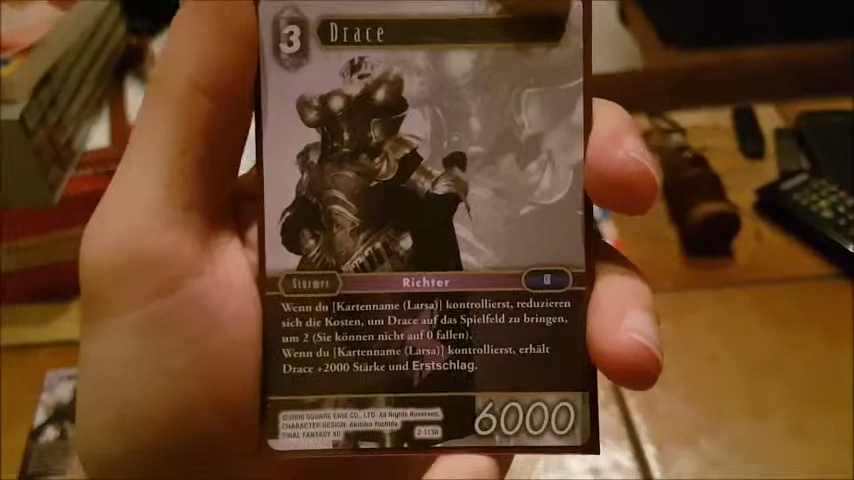 3
Drace
Stürmer
Richter
XII
Wenn du [Kartenname (Larsa)] kontrollierst, reduzieren
sich die Kosten, um Drace auf das Spielfeld zu bringen,
um 2 (Sie können nicht auf 0 fallen).
Wenn du [Kartenname (Larsa)] kontrollierst, erhält
Drace +2000 Stärke und Erstschlag.
©2006 SQUARE ENIX CO., LTD. All Rights Reserved.
CHARACTER DESIGN: Akihiko Yoshida
FINAL FANTASY XII
6000